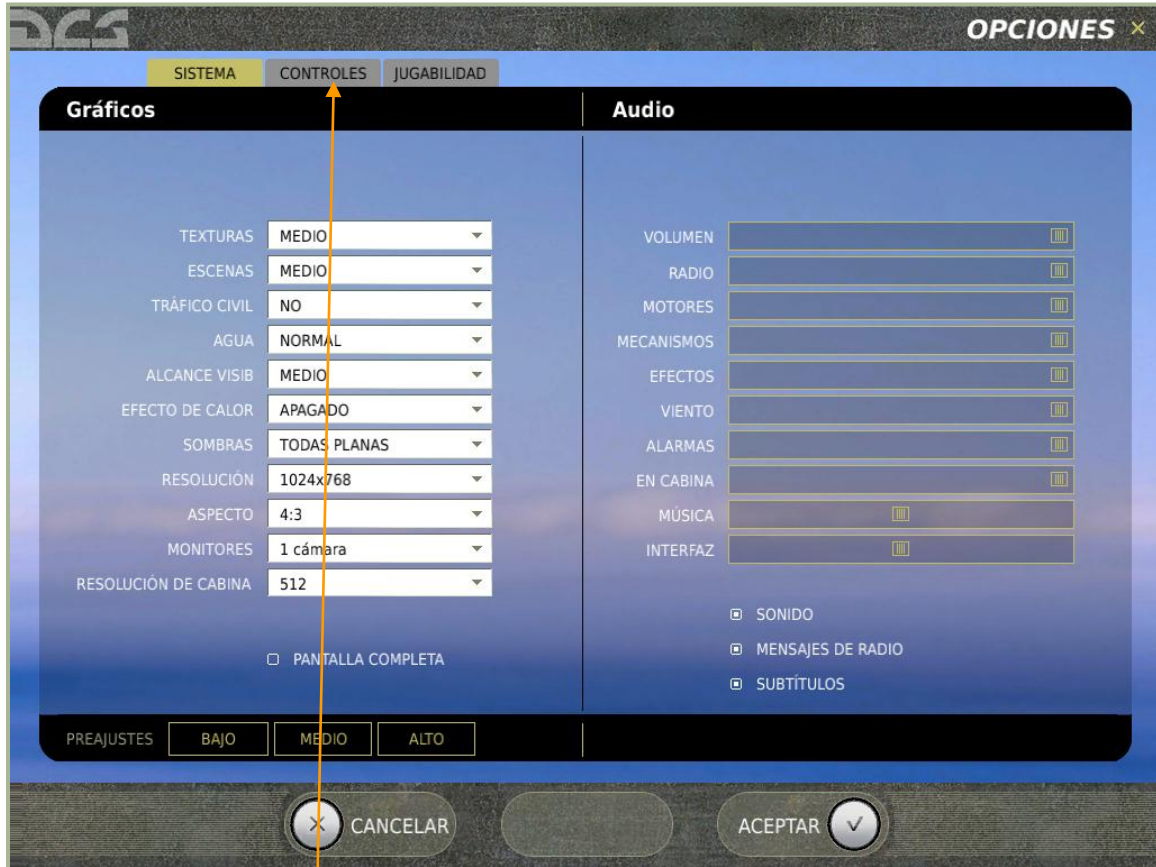 DCS
OPCIONES
SISTEMA CONTROLES JUGABILIDAD
Gráficos
TEXTURAS MEDIO
ESCENAS MEDIO
TRÁFICO CIVIL NO
AGUA NORMAL
ALCANCE VISIB MEDIO
EFECTO DE CALOR APAGADO
SOMBRAS TODAS PLANAS
RESOLUCIÓN 1024x768
ASPECTO 4:3
MONITORES 1 cámara
RESOLUCIÓN DE CABINA 512
PANTALLA COMPLETA
PREAJUSTES BAJO MEDIO ALTO
Audio
VOLUMEN
RADIO
MOTORES
MECANISMOS
EFECTOS
VIENTO
ALARMAS
EN CABINA
MÚSICA
INTERFAZ
SONIDO
MENSAJES DE RADIO
SUBTÍTULOS
CANCELAR
ACEPTAR